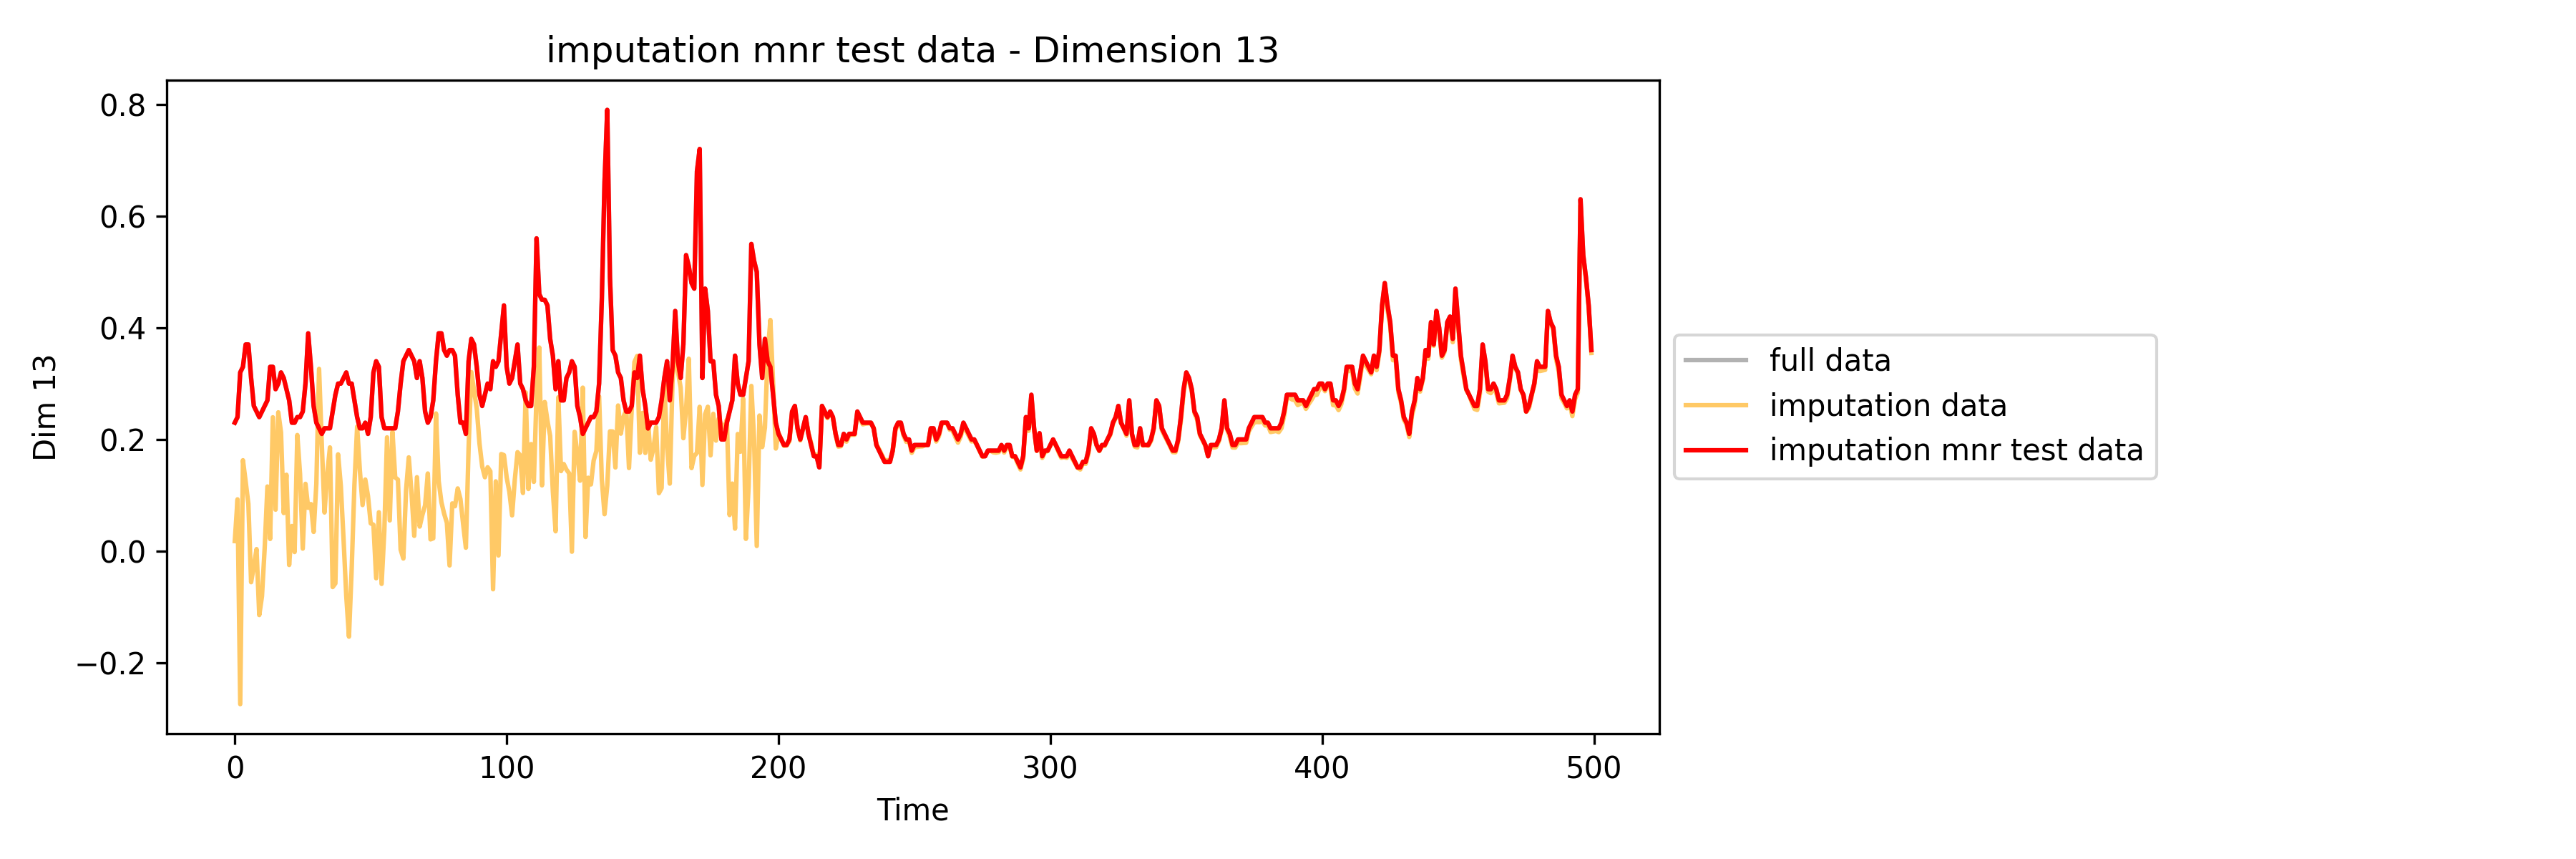 imputation mnr test data - Dimension 13
0.8
0.6
0.4
0.2
0.0
−0.2
Dim 13
0 100 200 300 400 500
Time
full data
imputation data
imputation mnr test data